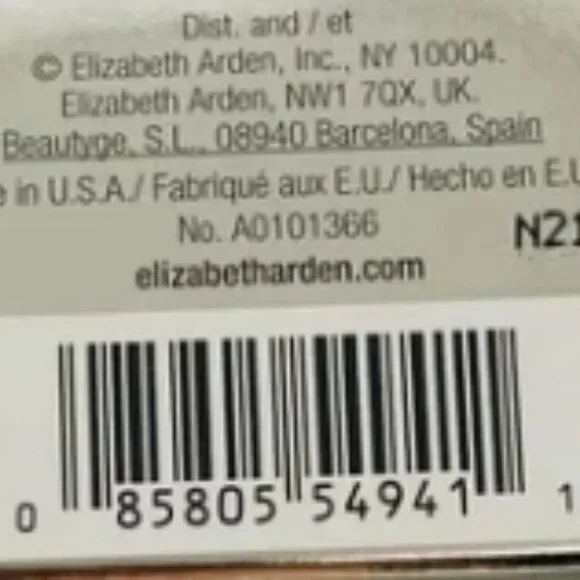 Dist. and / et
© Elizabeth Arden, Inc., NY 10004.
Elizabeth Arden, NW1 7QX, UK.
Beautyge, S.L., 08940 Barcelona, Spain
e in U.S.A./ Fabriqué aux E.U./ Hecho en E.U
No. A0101366
N21
elizabetharden.com
0 85805 54941 1